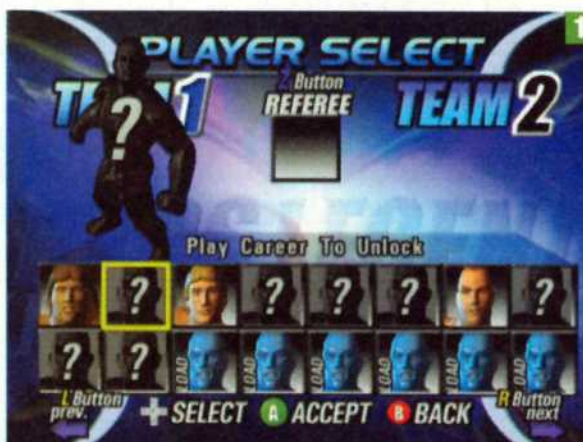 1
PLAYER SELECT
TEAM 1
Z Button
REFEREE
TEAM 2
?
Play Career To Unlock
? ? ? ?
? ? LOAD LOAD LOAD LOAD LOAD
L Button
prev.
SELECT A ACCEPT B BACK
R Button
next